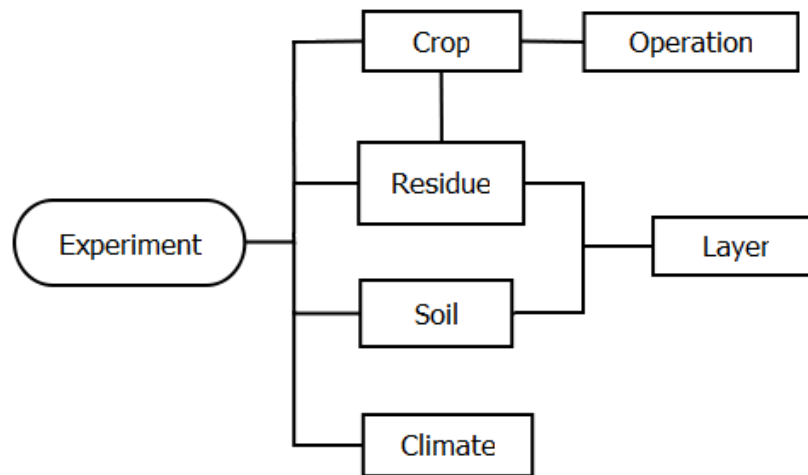 Crop
Operation
Residue
Experiment
Layer
Soil
Climate